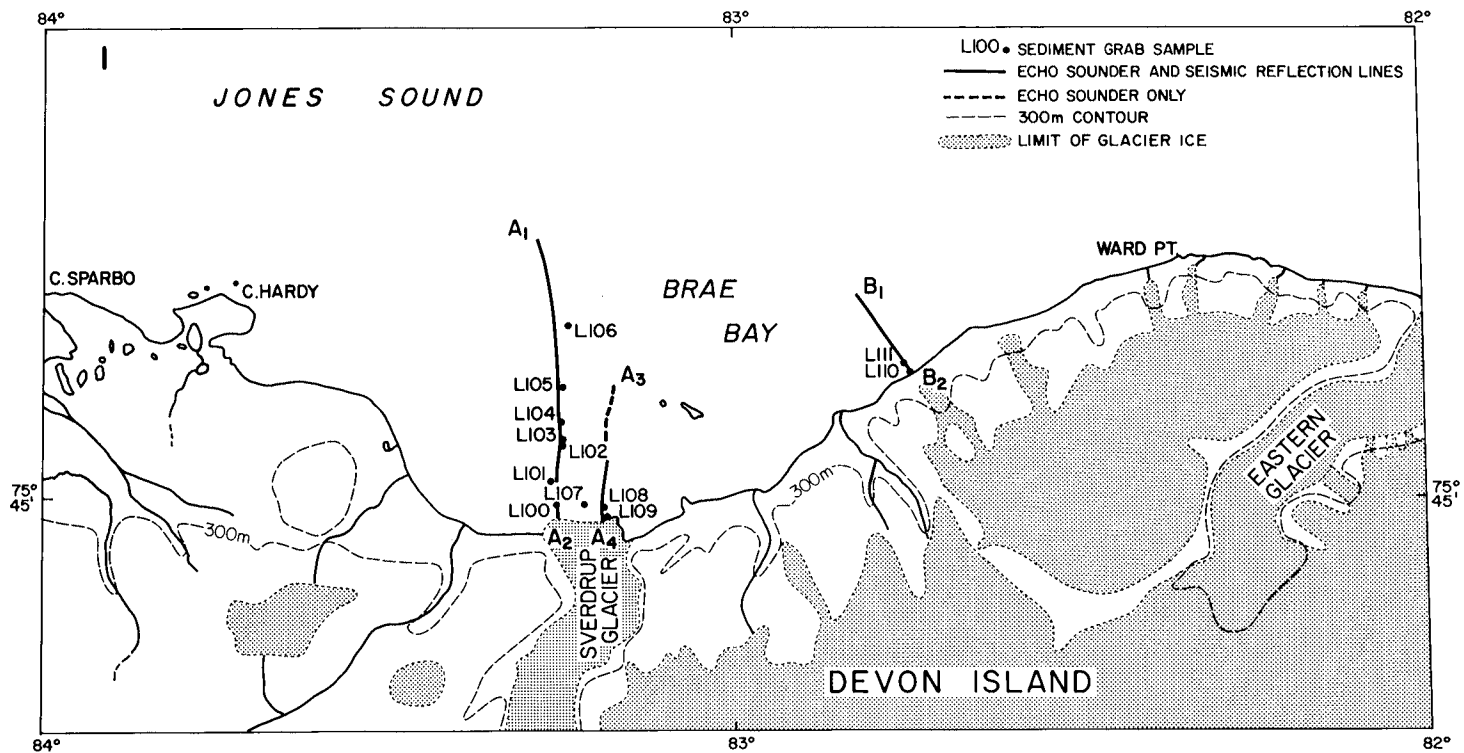 84°
83°
82°
I
JONES SOUND
L100 • SEDIMENT GRAB SAMPLE
ECHO SOUNDER AND SEISMIC REFLECTION LINES
ECHO SOUNDER ONLY
300m CONTOUR
LIMIT OF GLACIER ICE
A1
WARD PT.
C. SPARBO
C. HARDY
BRAE
BAY
B1
L106
L111
L110
B2
A3
L105
L104
L103
L102
EASTERN
GLACIER
L101
75°
45'
L107
L108
L100
L109
300m
75°
45'
300m
A2
A4
SVERDRUP
GLACIER
DEVON ISLAND
84°
83°
82°